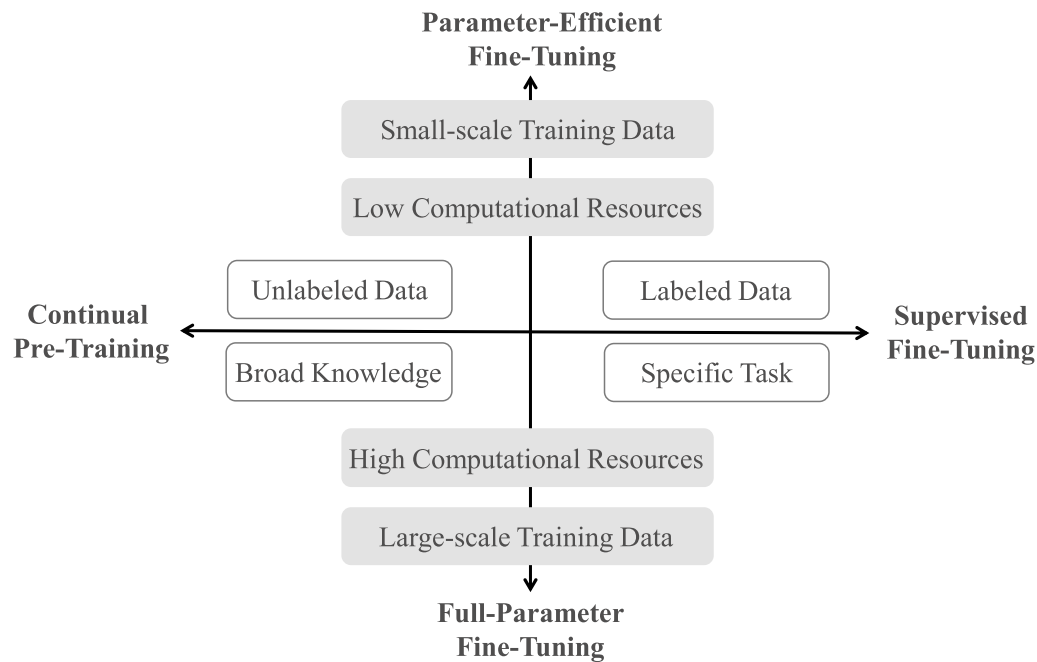 Parameter-Efficient
Fine-Tuning
Small-scale Training Data
Low Computational Resources
Unlabeled Data
Labeled Data
Continual
Pre-Training
Supervised
Fine-Tuning
Broad Knowledge
Specific Task
High Computational Resources
Large-scale Training Data
Full-Parameter
Fine-Tuning